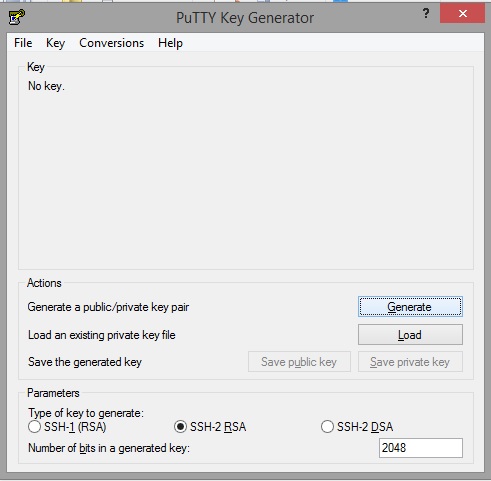 PuTTY Key Generator
?
File Key Conversions Help
Key
No key.
Actions
Generate a public/private key pair
Generate
Load an existing private key file
Load
Save the generated key
Save public key
Save private key
Parameters
Type of key to generate:
SSH-1 (RSA)
SSH-2 RSA
SSH-2 DSA
Number of bits in a generated key:
2048